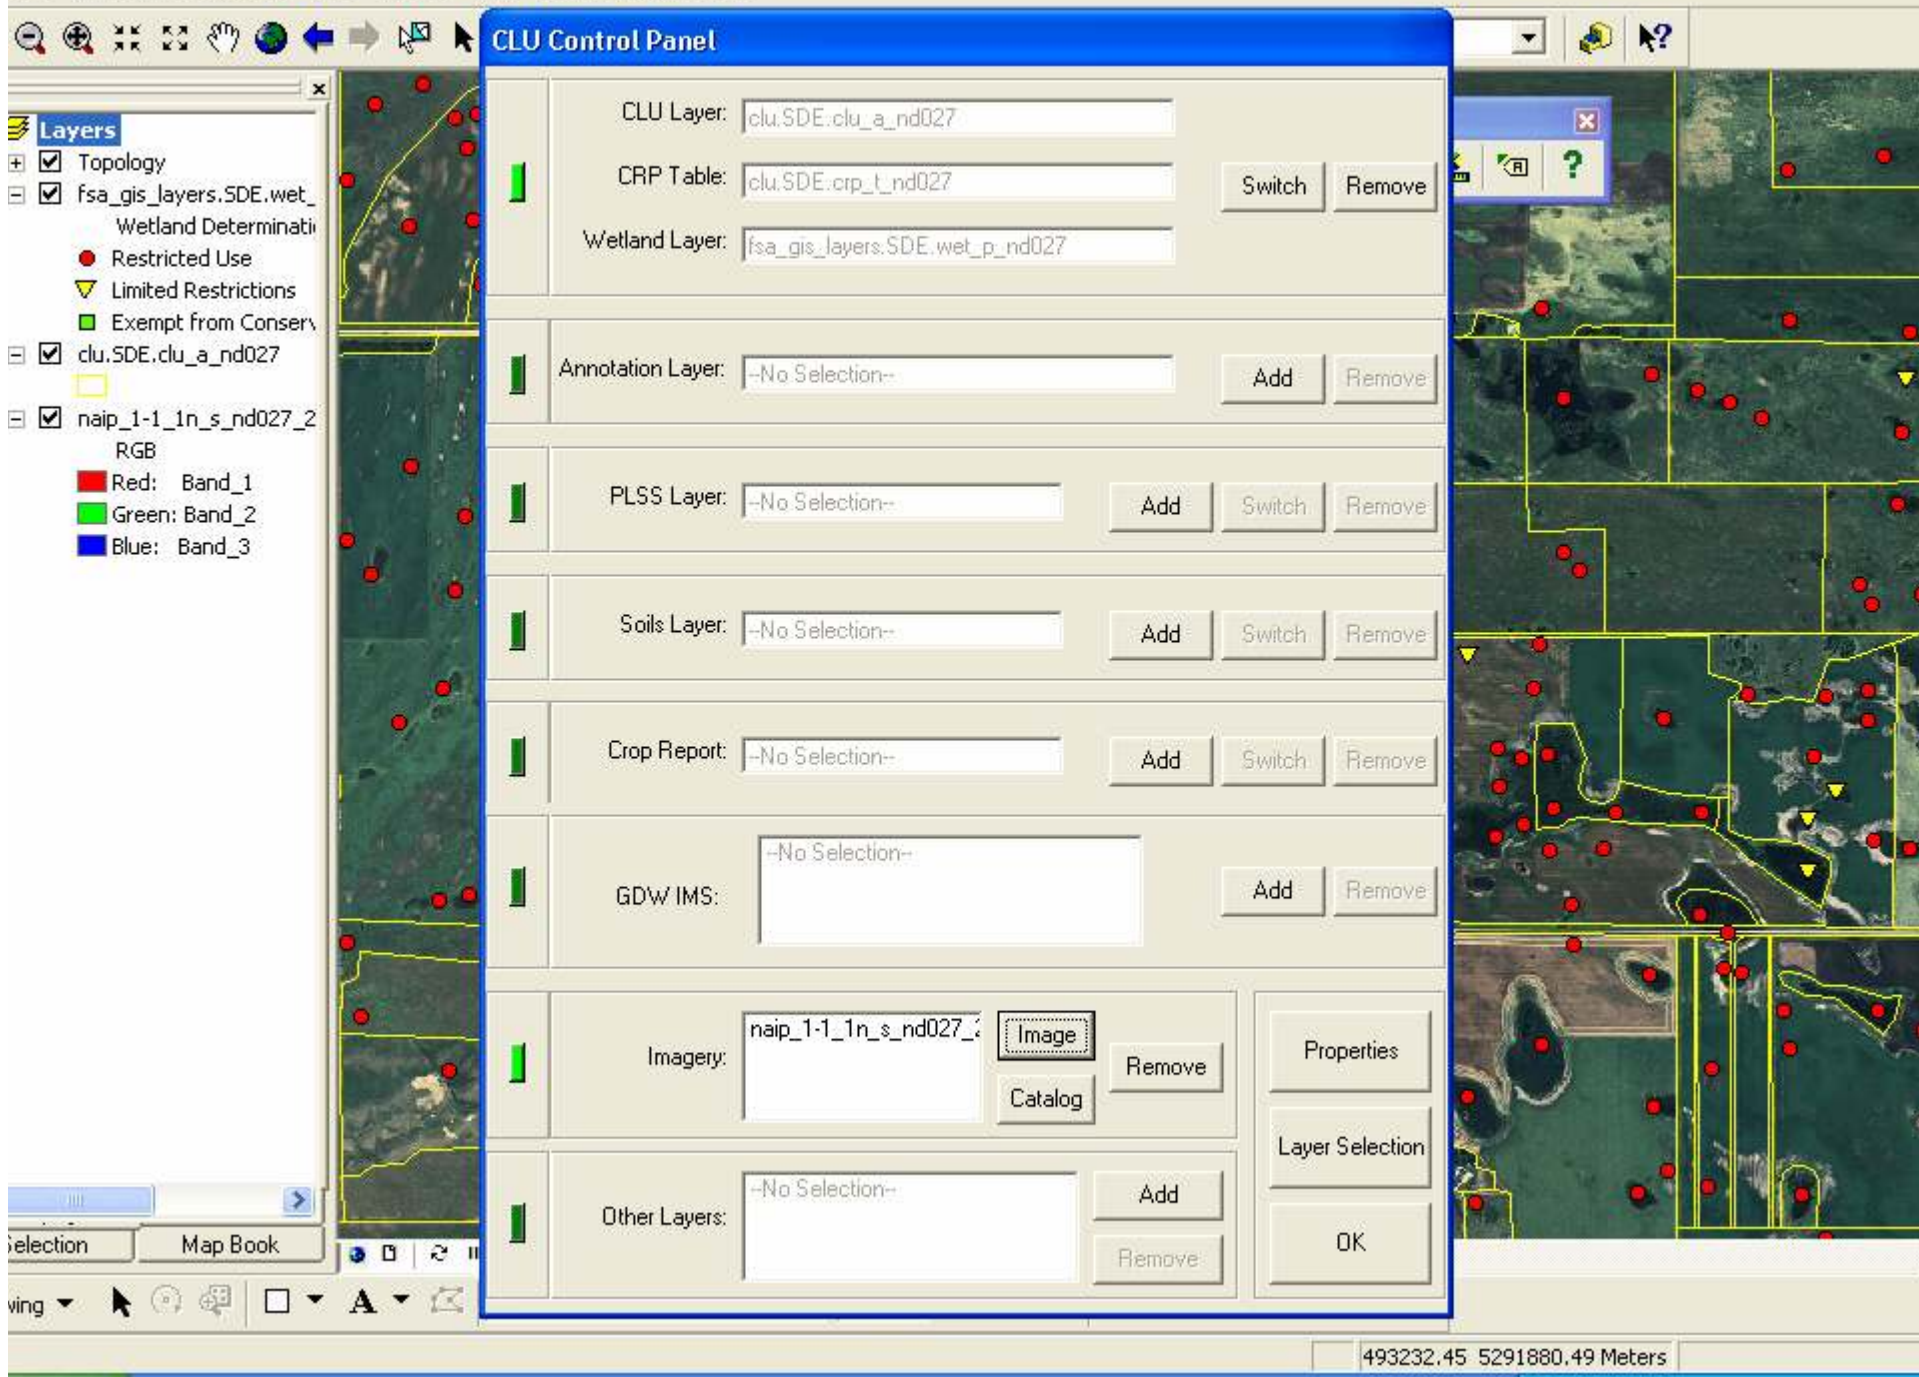 CLU Control Panel
Layers
Topology
fsa_gis_layers.SDE.wet_
Wetland Determinati
Restricted Use
Limited Restrictions
Exempt from Conserv
clu.SDE.clu_a_nd027
naip_1-1_1n_s_nd027_2
RGB
Red: Band_1
Green: Band_2
Blue: Band_3
CLU Layer: clu.SDE.clu_a_nd027
CRP Table: clu.SDE.crp_t_nd027
Switch Remove
Wetland Layer: fsa_gis_layers.SDE.wet_p_nd027
?
Annotation Layer: --No Selection-- Add Remove
PLSS Layer: --No Selection-- Add Switch Remove
Soils Layer: --No Selection-- Add Switch Remove
Crop Report: --No Selection-- Add Switch Remove
GDW IMS: --No Selection-- Add Remove
Imagery: naip_1-1_1n_s_nd027_2 Image Catalog Remove
Properties
Layer Selection
OK
Other Layers: --No Selection-- Add Remove
election Map Book
wing A
493232.45 5291880.49 Meters